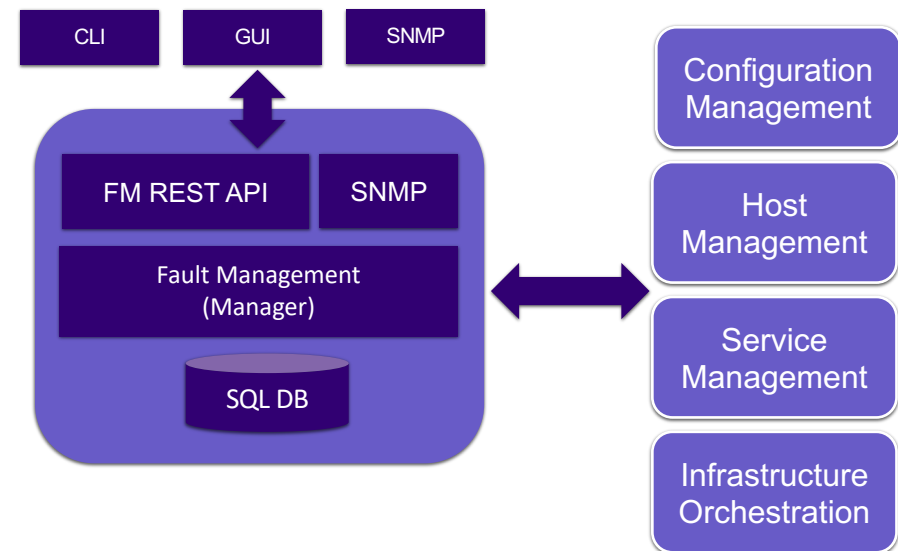 CLI
GUI
SNMP
FM REST API
SNMP
Fault Management
(Manager)
SQL DB
Configuration
Management
Host
Management
Service
Management
Infrastructure
Orchestration